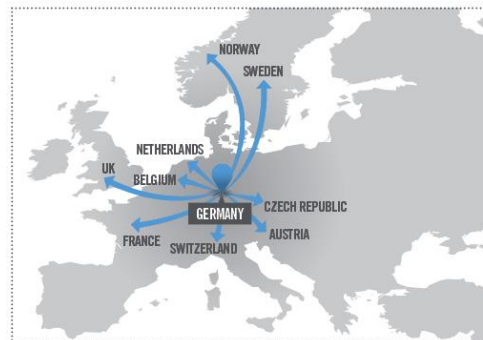 NORWAY
SWEDEN
NETHERLANDS
UK
BELGIUM
CZECH REPUBLIC
GERMANY
FRANCE
AUSTRIA
SWITZERLAND